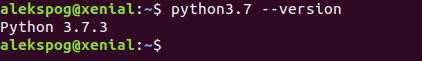 alekspog@xenial:~$ python3.7 --version
Python 3.7.3
alekspog@xenial:~$